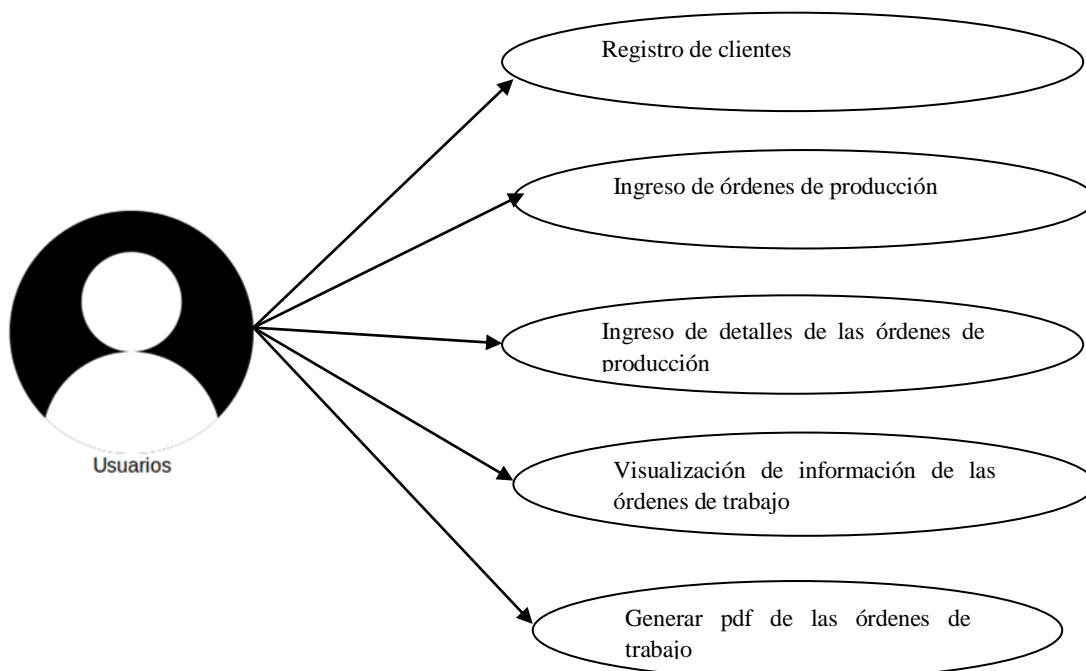 Registro de clientes
Ingreso de órdenes de producción
Ingreso de detalles de las órdenes de
producción
Usuarios
Visualización de información de las
órdenes de trabajo
Generar pdf de las órdenes de
trabajo